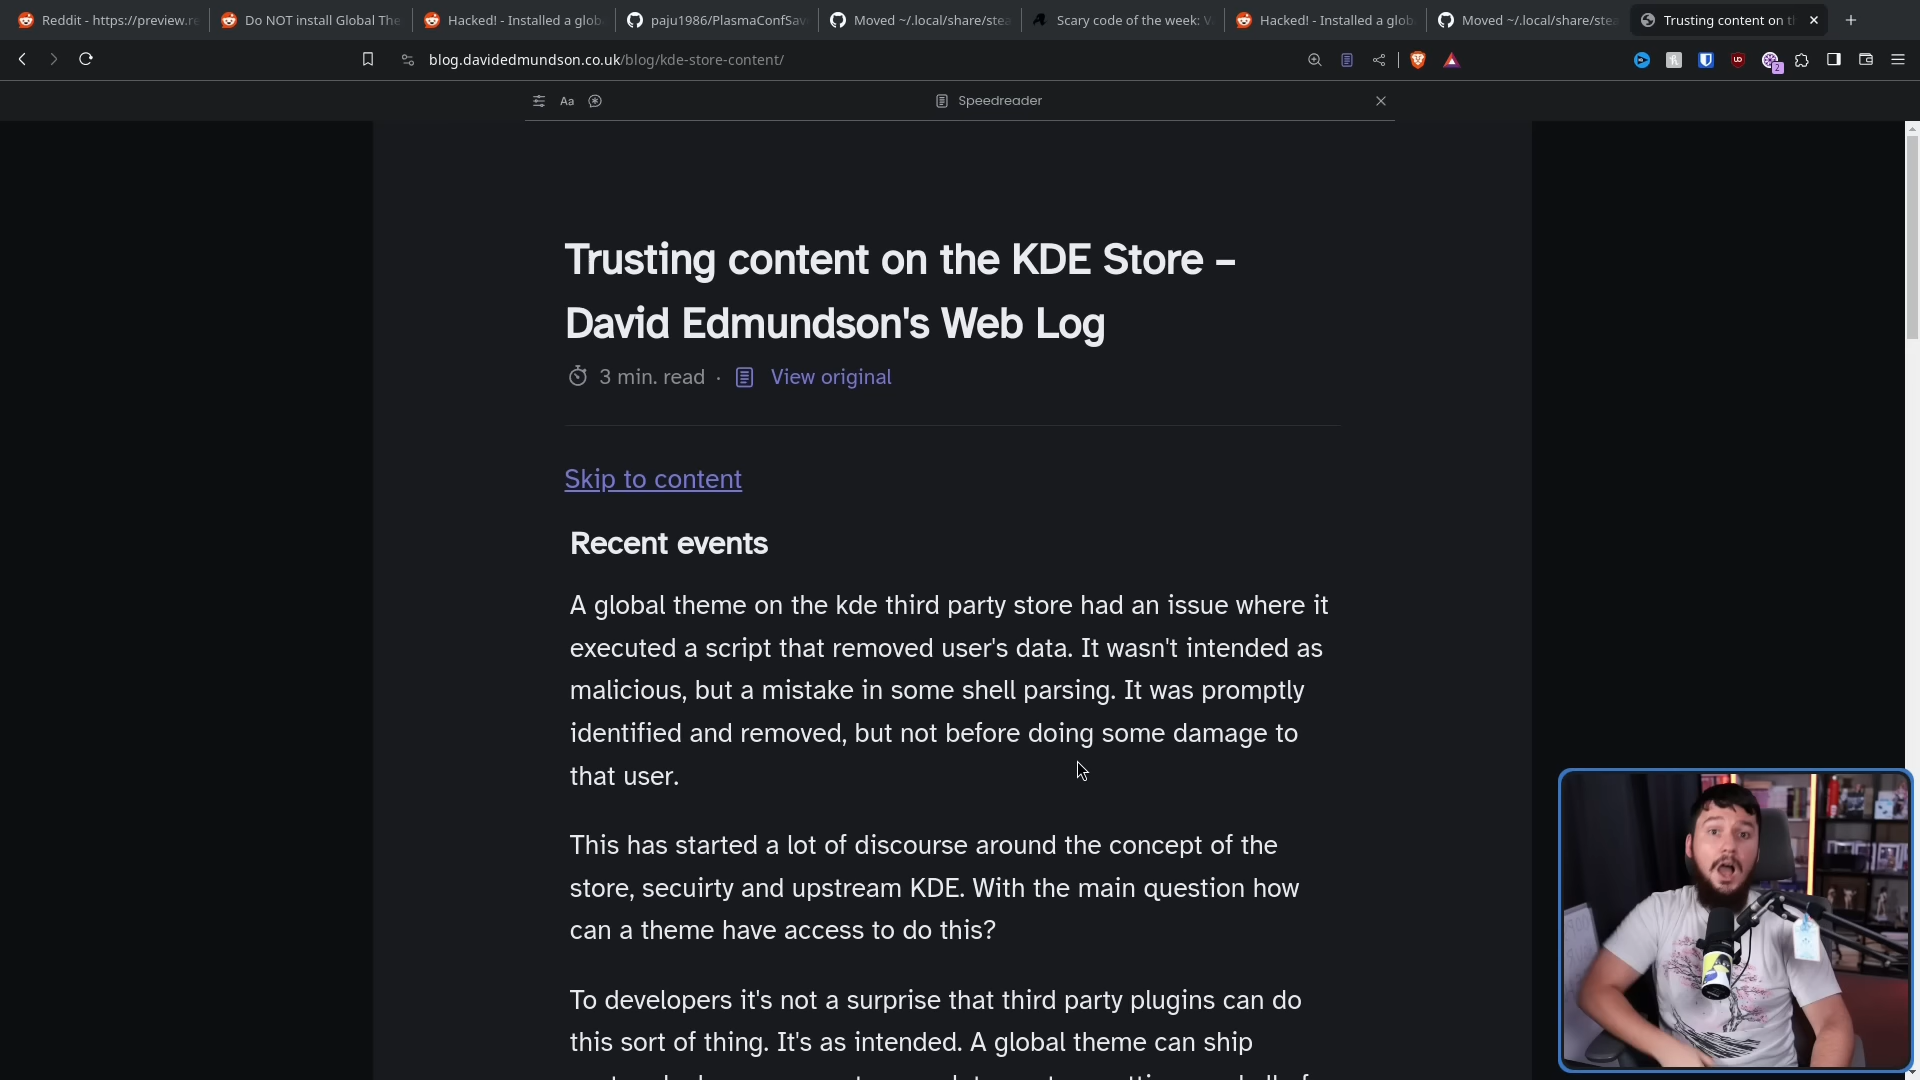 Reddit - https://preview.re
Do NOT install Global The
Hacked! - Installed a glob
paju1986/PlasmaConfSav
Moved ~/.local/share/stea
Scary code of the week: V
Hacked! - Installed a glob
Moved ~/.local/share/stea
Trusting content on t
blog.davidedmundson.co.uk/blog/kde-store-content/
2
Aa
Speedreader
Trusting content on the KDE Store –
David Edmundson's Web Log
3 min. read · View original
Skip to content
Recent events
A global theme on the kde third party store had an issue where it
executed a script that removed user's data. It wasn't intended as
malicious, but a mistake in some shell parsing. It was promptly
identified and removed, but not before doing some damage to
that user.
This has started a lot of discourse around the concept of the
store, secuirty and upstream KDE. With the main question how
can a theme have access to do this?
To developers it's not a surprise that third party plugins can do
this sort of thing. It's as intended. A global theme can ship